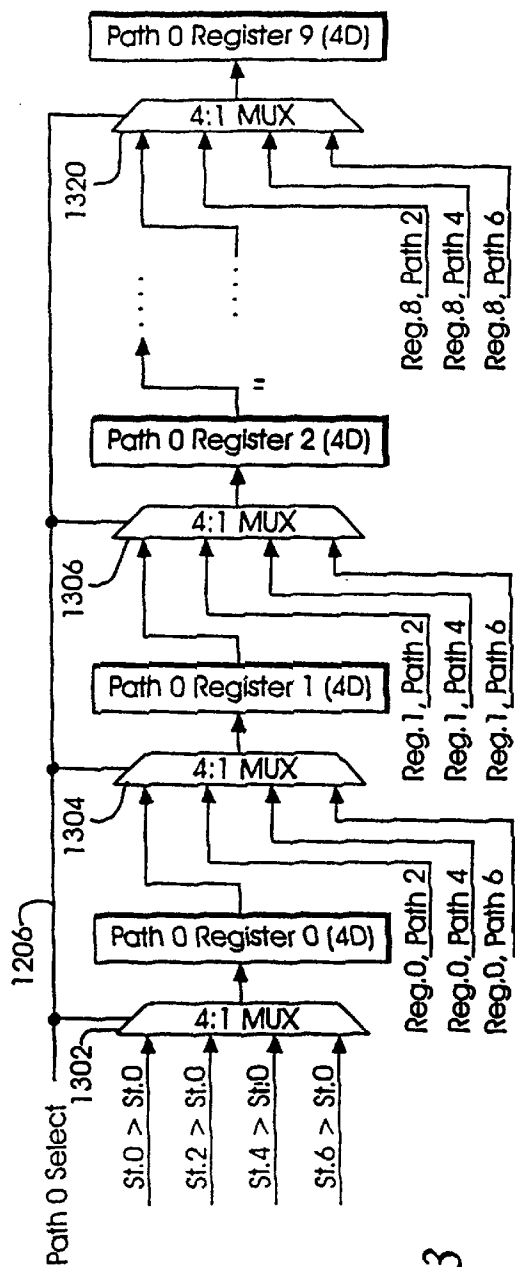 Path 0 Select
1206
1302
1304
1306
1320
St.0 > St.0
St.2 > St.0
St.4 > St.0
St.6 > St.0
4:1 MUX
Path 0 Register 0 (4D)
Reg.0, Path 2
Reg.0, Path 4
Reg.0, Path 6
4:1 MUX
Path 0 Register 1 (4D)
Reg.1, Path 2
Reg.1, Path 4
Reg.1, Path 6
4:1 MUX
Path 0 Register 2 (4D)
Reg.8, Path 2
Reg.8, Path 4
Reg.8, Path 6
4:1 MUX
Path 0 Register 9 (4D)
3